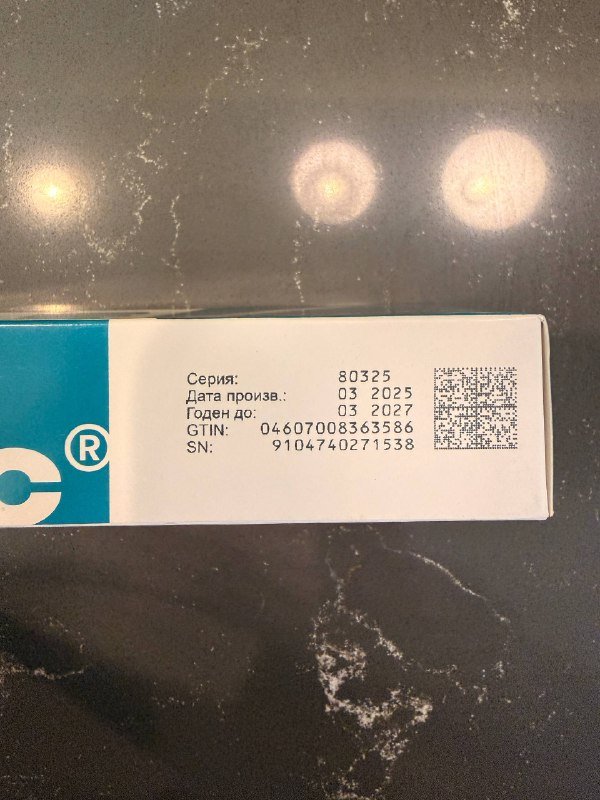 с®
Серия: 80325
Дата произв.: 03 2025
Годен до: 03 2027
GTIN: 04607008363586
SN: 9104740271538